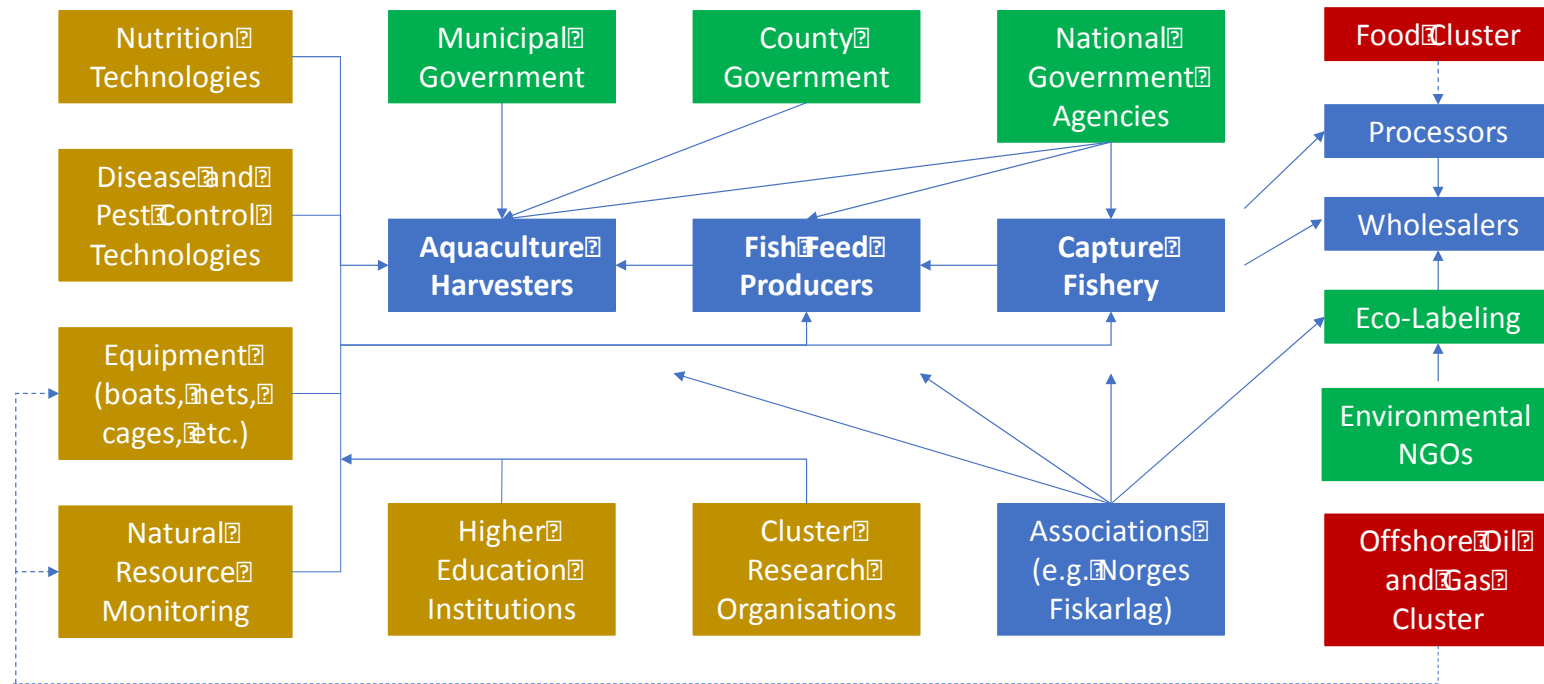 Nutrition
Technologies
Municipal
Government
County
Government
National
Government
Agencies
Food Cluster
Processors
Disease and
Pest Control
Technologies
Aquaculture
Harvesters
Fish Feed
Producers
Capture
Fishery
Wholesalers
Eco-Labeling
Equipment
(boats, nets,
cages, etc.)
Environmental
NGOs
Natural
Resource
Monitoring
Higher
Education
Institutions
Cluster
Research
Organisations
Associations
(e.g. Norges
Fiskarlag)
Offshore Oil
and Gas
Cluster